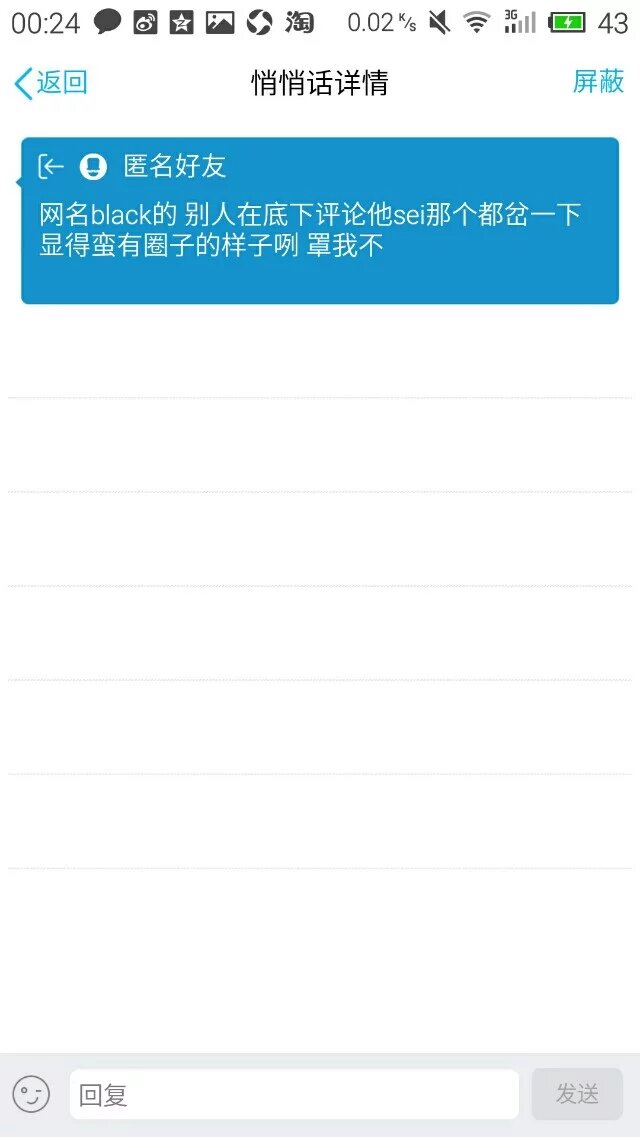 00:24 淘 0.02 K/s 3G 43
返回 悄悄话详情 屏蔽
匿名好友
网名black的 别人在底下评论他sei那个都岔一下
显得蛮有圈子的样子咧 罩我不
回复 发送